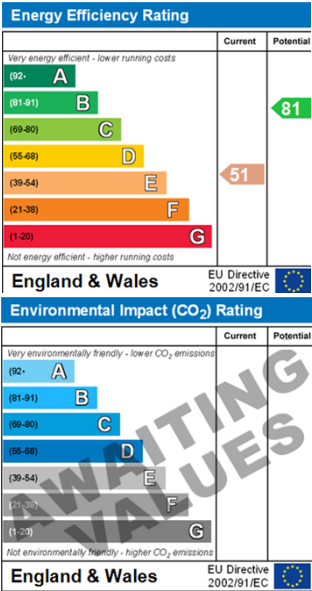 Energy Efficiency Rating
Current Potential
Very energy efficient - lower running costs
(92- A
(81-91) B
81
(69-80) C
(55-68) D
(39-54) E
51
(21-38) F
(1-20) G
Not energy efficient - higher running costs
England & Wales
EU Directive
2002/91/EC
Environmental Impact (CO2) Rating
Current Potential
Very environmentally friendly - lower CO2 emissions
(92- A
(81-91) B
(69-80) C
(55-68) D
(39-54) E
(21-38) F
(1-20) G
AWAITING
VALUES
Not environmentally friendly - higher CO2 emissions
England & Wales
EU Directive
2002/91/EC